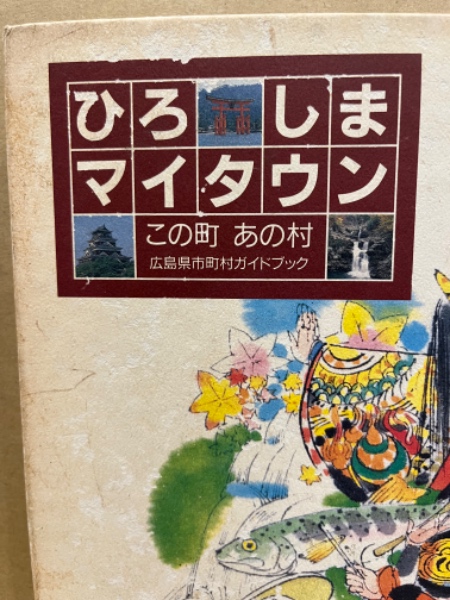 ひろしま
マイタウン
この町 あの村
広島県市町村ガイドブック